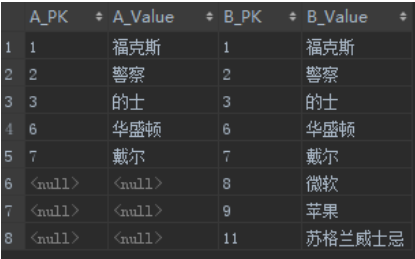 A_PK A_Value B_PK B_Value
1 1 福克斯 1 福克斯
2 2 警察 2 警察
3 3 的士 3 的士
4 6 华盛顿 6 华盛顿
5 7 戴尔 7 戴尔
6 <null> <null> 8 微软
7 <null> <null> 9 苹果
8 <null> <null> 11 苏格兰威士忌